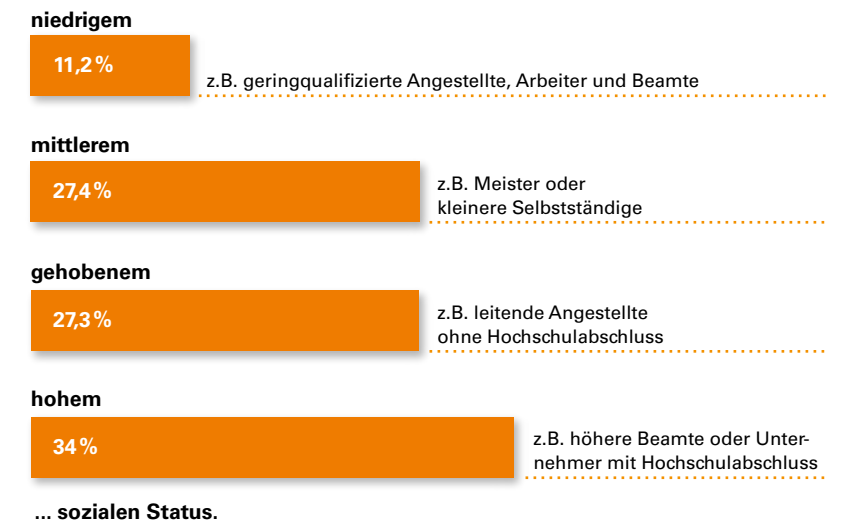 niedrigem
11,2 %
z.B. geringqualifizierte Angestellte, Arbeiter und Beamte
mittlerem
27,4 %
z.B. Meister oder
kleinere Selbstständige
gehobenem
27,3 %
z.B. leitende Angestellte
ohne Hochschulabschluss
hohem
34 %
z.B. höhere Beamte oder Unter-
nehmer mit Hochschulabschluss
... sozialen Status.